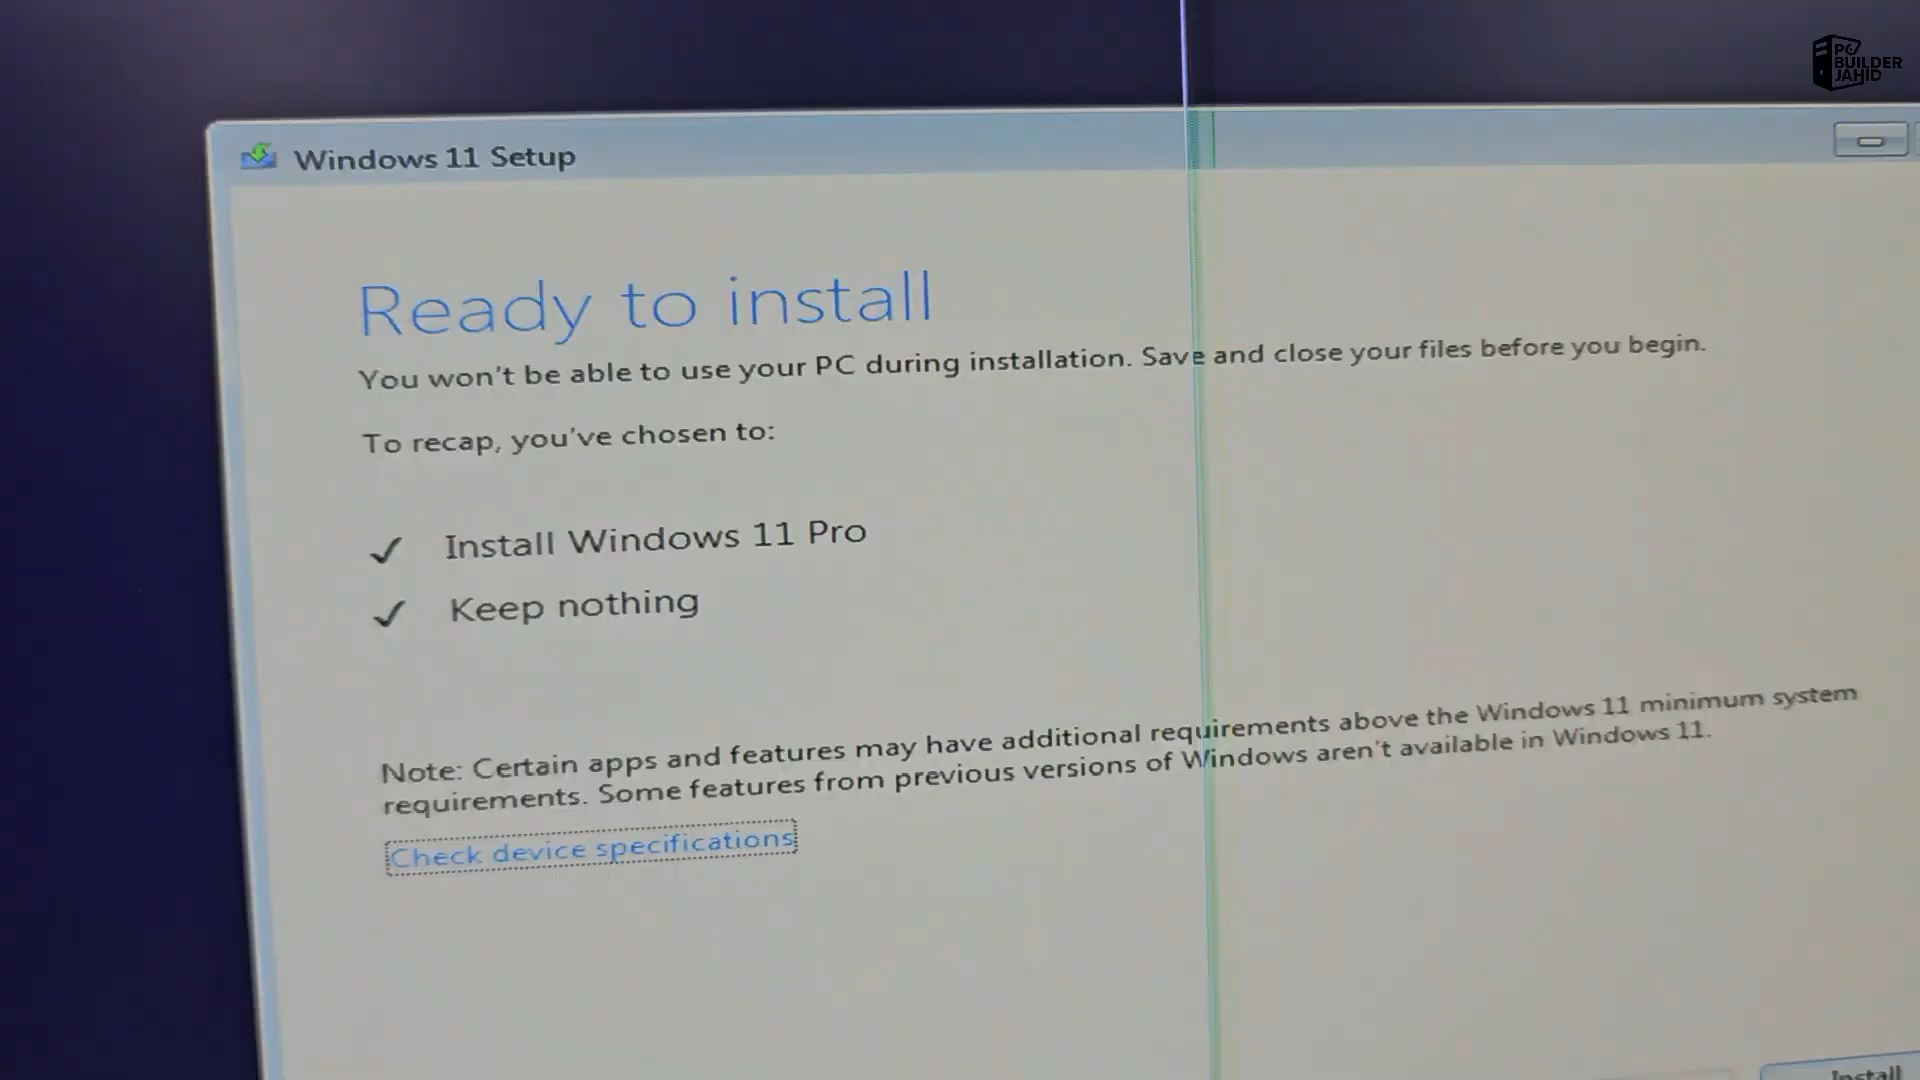 PC
BUILDER
JAHID
Windows 11 Setup
Ready to install
You won't be able to use your PC during installation. Save and close your files before you begin.
To recap, you've chosen to:
✓ Install Windows 11 Pro
✓ Keep nothing
Note: Certain apps and features may have additional requirements above the Windows 11 minimum system
requirements. Some features from previous versions of Windows aren't available in Windows 11.
Check device specifications
Install